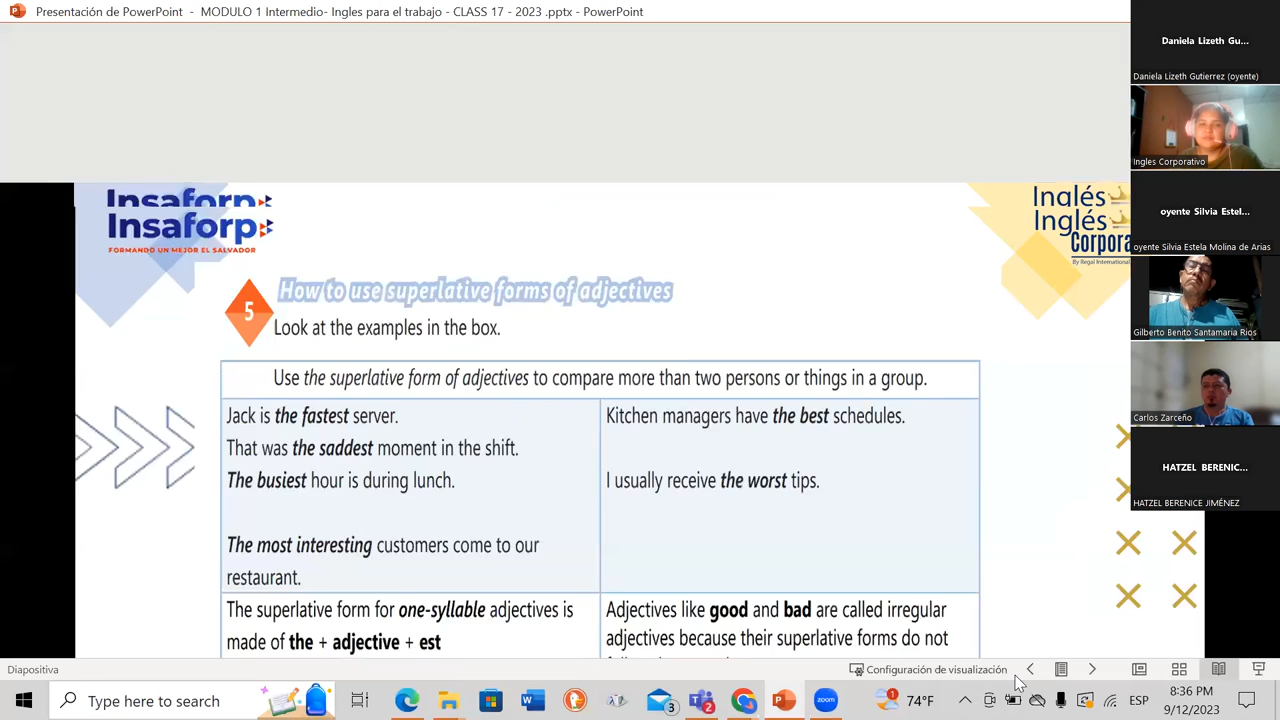 Presentación de PowerPoint - MODULO 1 Intermedio- Ingles para el trabajo - CLASS 17 - 2023 .pptx - PowerPoint
Daniela Lizeth Gu...
Daniela Lizeth Gutierrez (oyente)
Ingles Corporativo
oyente Silvia Estel...
oyente Silvia Estela Molina de Arias
Gilberto Benito Santamaria Rios
Carlos Zarceño
HATZEL BERENIC...
HATZEL BERENICE JIMÉNEZ
Insaforp
Insaforp
FORMANDO UN MEJOR EL SALVADOR
Inglés
Inglés
Corpora
By Regal International
5
How to use superlative forms of adjectives
Look at the examples in the box.
Use the superlative form of adjectives to compare more than two persons or things in a group.
Jack is the fastest server.
That was the saddest moment in the shift.
The busiest hour is during lunch.
The most interesting customers come to our
restaurant.
Kitchen managers have the best schedules.
I usually receive the worst tips.
The superlative form for one-syllable adjectives is
made of the + adjective + est
Adjectives like good and bad are called irregular
adjectives because their superlative forms do not
Diapositiva
Configuración de visualización
Type here to search
3
2
1
74°F
ESP
8:36 PM
9/12/2023